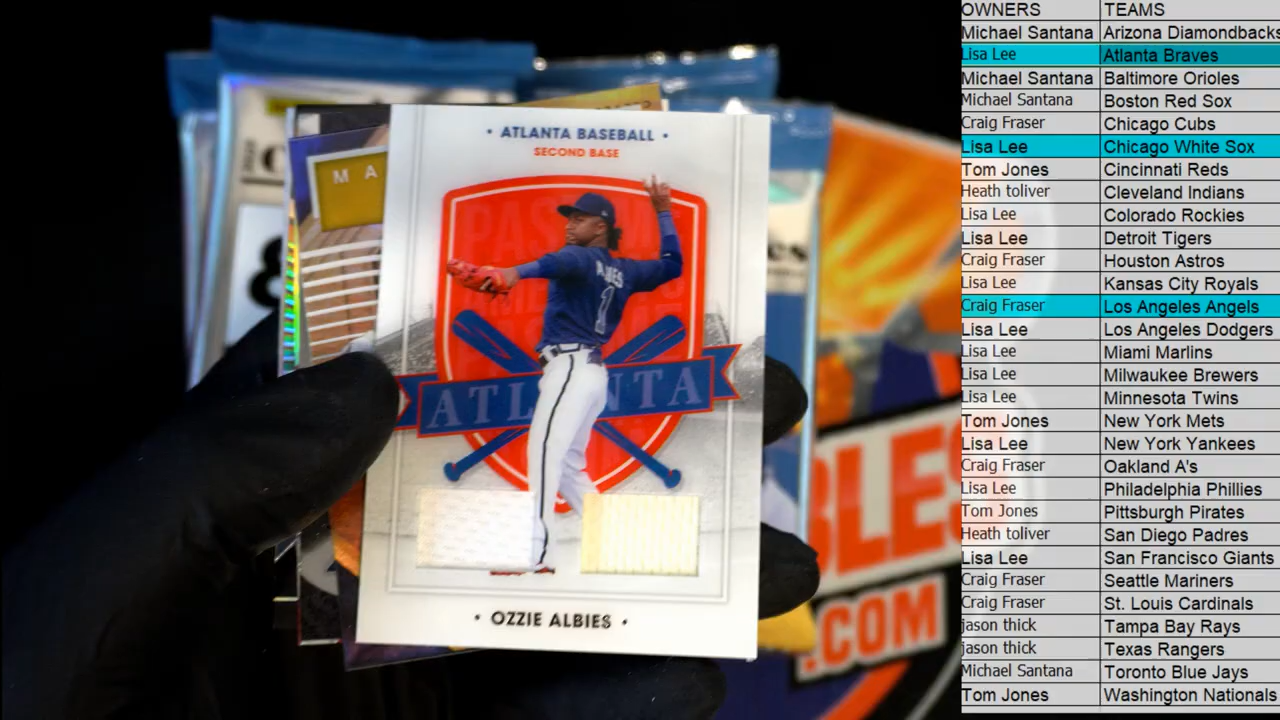 • ATLANTA BASEBALL •
SECOND BASE
M A
ATLANTA
1
• OZZIE ALBIES •
BLES
.COM
OWNERS TEAMS
Michael Santana Arizona Diamondbacks
Lisa Lee Atlanta Braves
Michael Santana Baltimore Orioles
Michael Santana Boston Red Sox
Craig Fraser Chicago Cubs
Lisa Lee Chicago White Sox
Tom Jones Cincinnati Reds
Heath toliver Cleveland Indians
Lisa Lee Colorado Rockies
Lisa Lee Detroit Tigers
Craig Fraser Houston Astros
Lisa Lee Kansas City Royals
Craig Fraser Los Angeles Angels
Lisa Lee Los Angeles Dodgers
Lisa Lee Miami Marlins
Lisa Lee Milwaukee Brewers
Lisa Lee Minnesota Twins
Tom Jones New York Mets
Lisa Lee New York Yankees
Craig Fraser Oakland A's
Lisa Lee Philadelphia Phillies
Tom Jones Pittsburgh Pirates
Heath toliver San Diego Padres
Lisa Lee San Francisco Giants
Craig Fraser Seattle Mariners
Craig Fraser St. Louis Cardinals
jason thick Tampa Bay Rays
jason thick Texas Rangers
Michael Santana Toronto Blue Jays
Tom Jones Washington Nationals